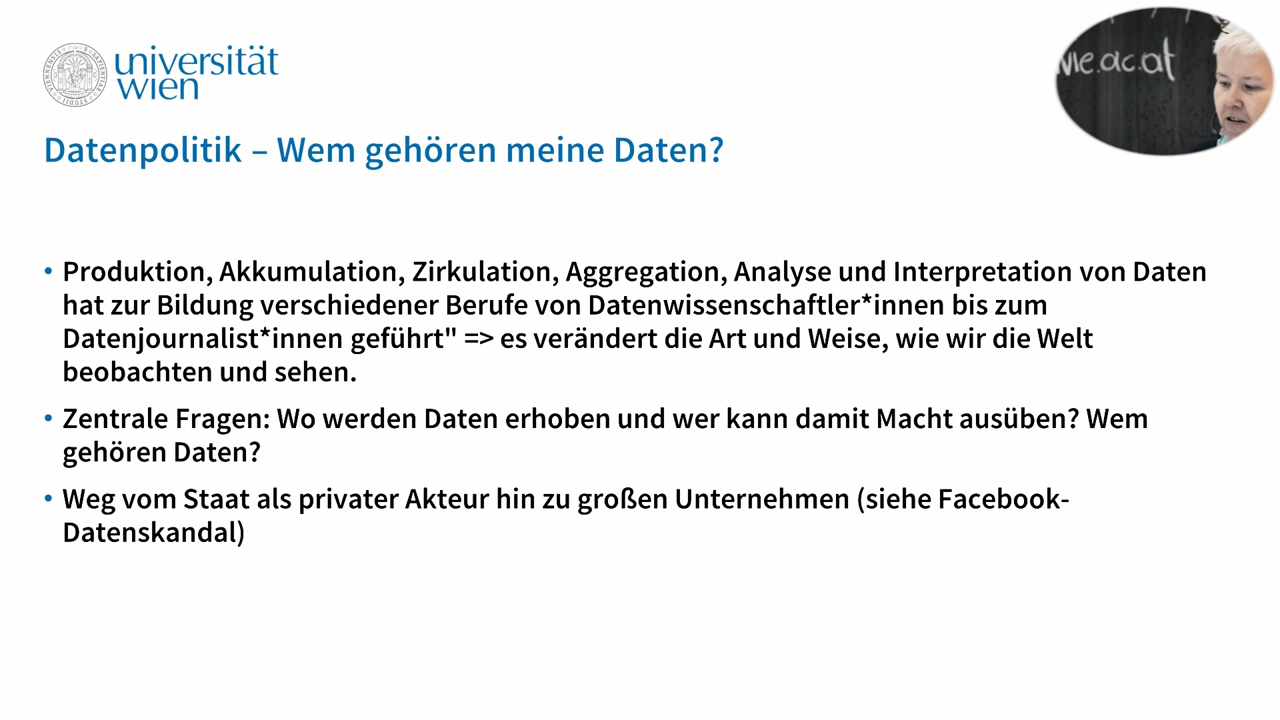 universität
wien
wie.ac.at
Datenpolitik – Wem gehören meine Daten?
• Produktion, Akkumulation, Zirkulation, Aggregation, Analyse und Interpretation von Daten
hat zur Bildung verschiedener Berufe von Datenwissenschaftler*innen bis zum
Datenjournalist*innen geführt" => es verändert die Art und Weise, wie wir die Welt
beobachten und sehen.
• Zentrale Fragen: Wo werden Daten erhoben und wer kann damit Macht ausüben? Wem
gehören Daten?
• Weg vom Staat als privater Akteur hin zu großen Unternehmen (siehe Facebook-
Datenskandal)